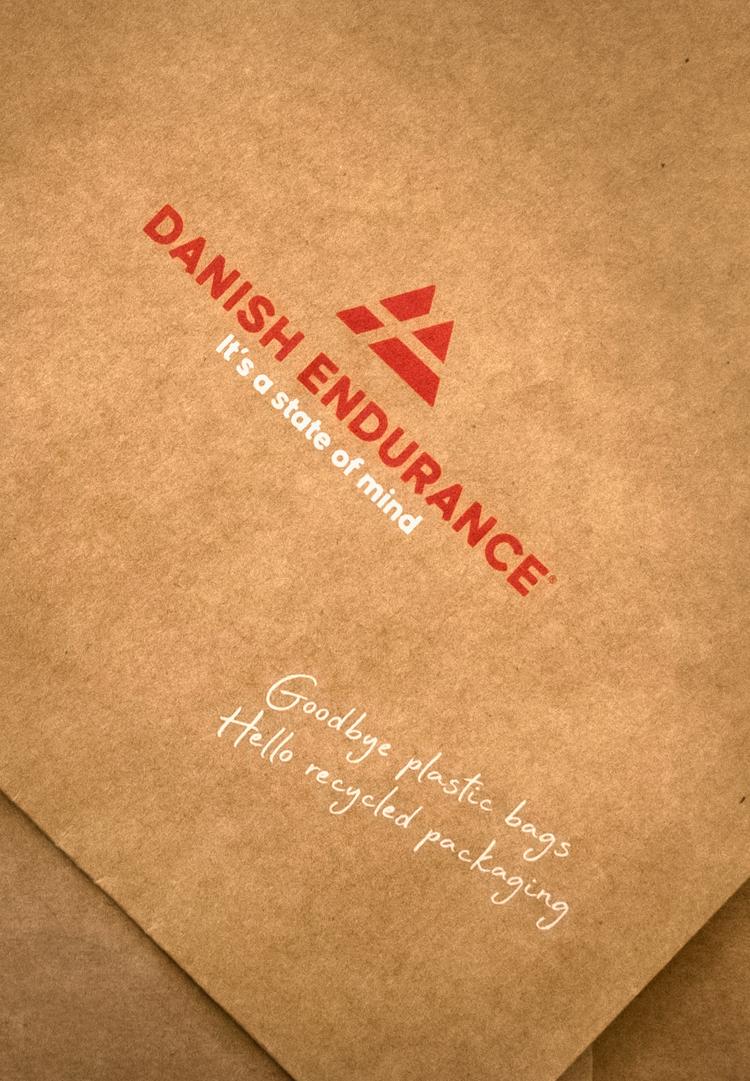 DANISH ENDURANCE®
It's a state of mind
Goodbye plastic bags
Hello recycled packaging